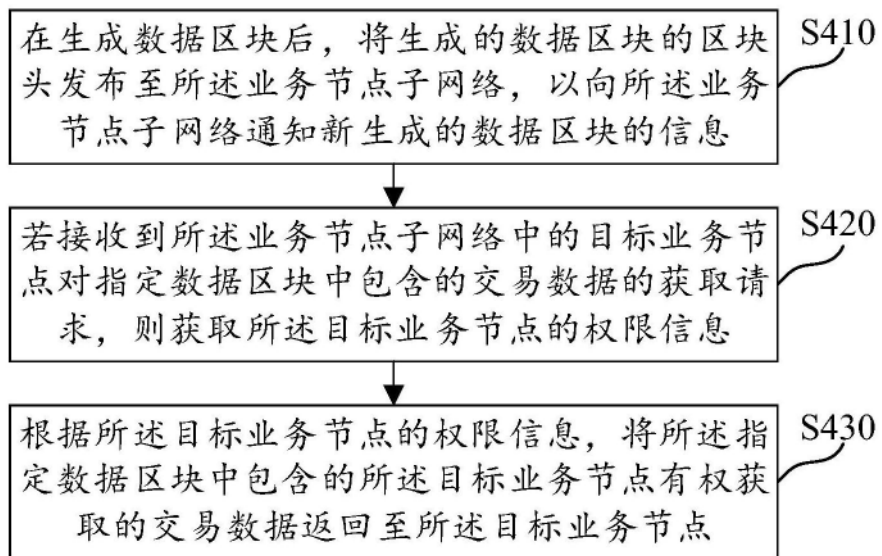 在生成数据区块后，将生成的数据区块的区块
头发布至所述业务节点子网络，以向所述业务
节点子网络通知新生成的数据区块的信息
S410
若接收到所述业务节点子网络中的目标业务节
点对指定数据区块中包含的交易数据的获取请
求，则获取所述目标业务节点的权限信息
S420
根据所述目标业务节点的权限信息，将所述指
定数据区块中包含的所述目标业务节点有权获
取的交易数据返回至所述目标业务节点
S430